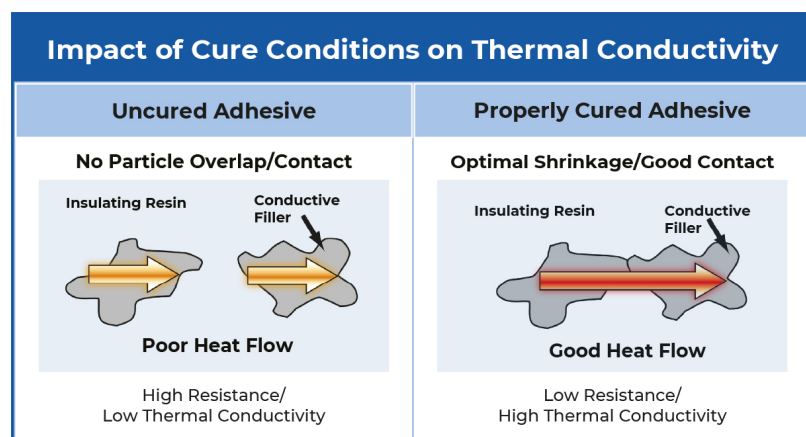 Impact of Cure Conditions on Thermal Conductivity
Uncured Adhesive
No Particle Overlap/Contact
Insulating Resin
Conductive
Filler
Poor Heat Flow
High Resistance/
Low Thermal Conductivity
Properly Cured Adhesive
Optimal Shrinkage/Good Contact
Insulating Resin
Conductive
Filler
Good Heat Flow
Low Resistance/
High Thermal Conductivity